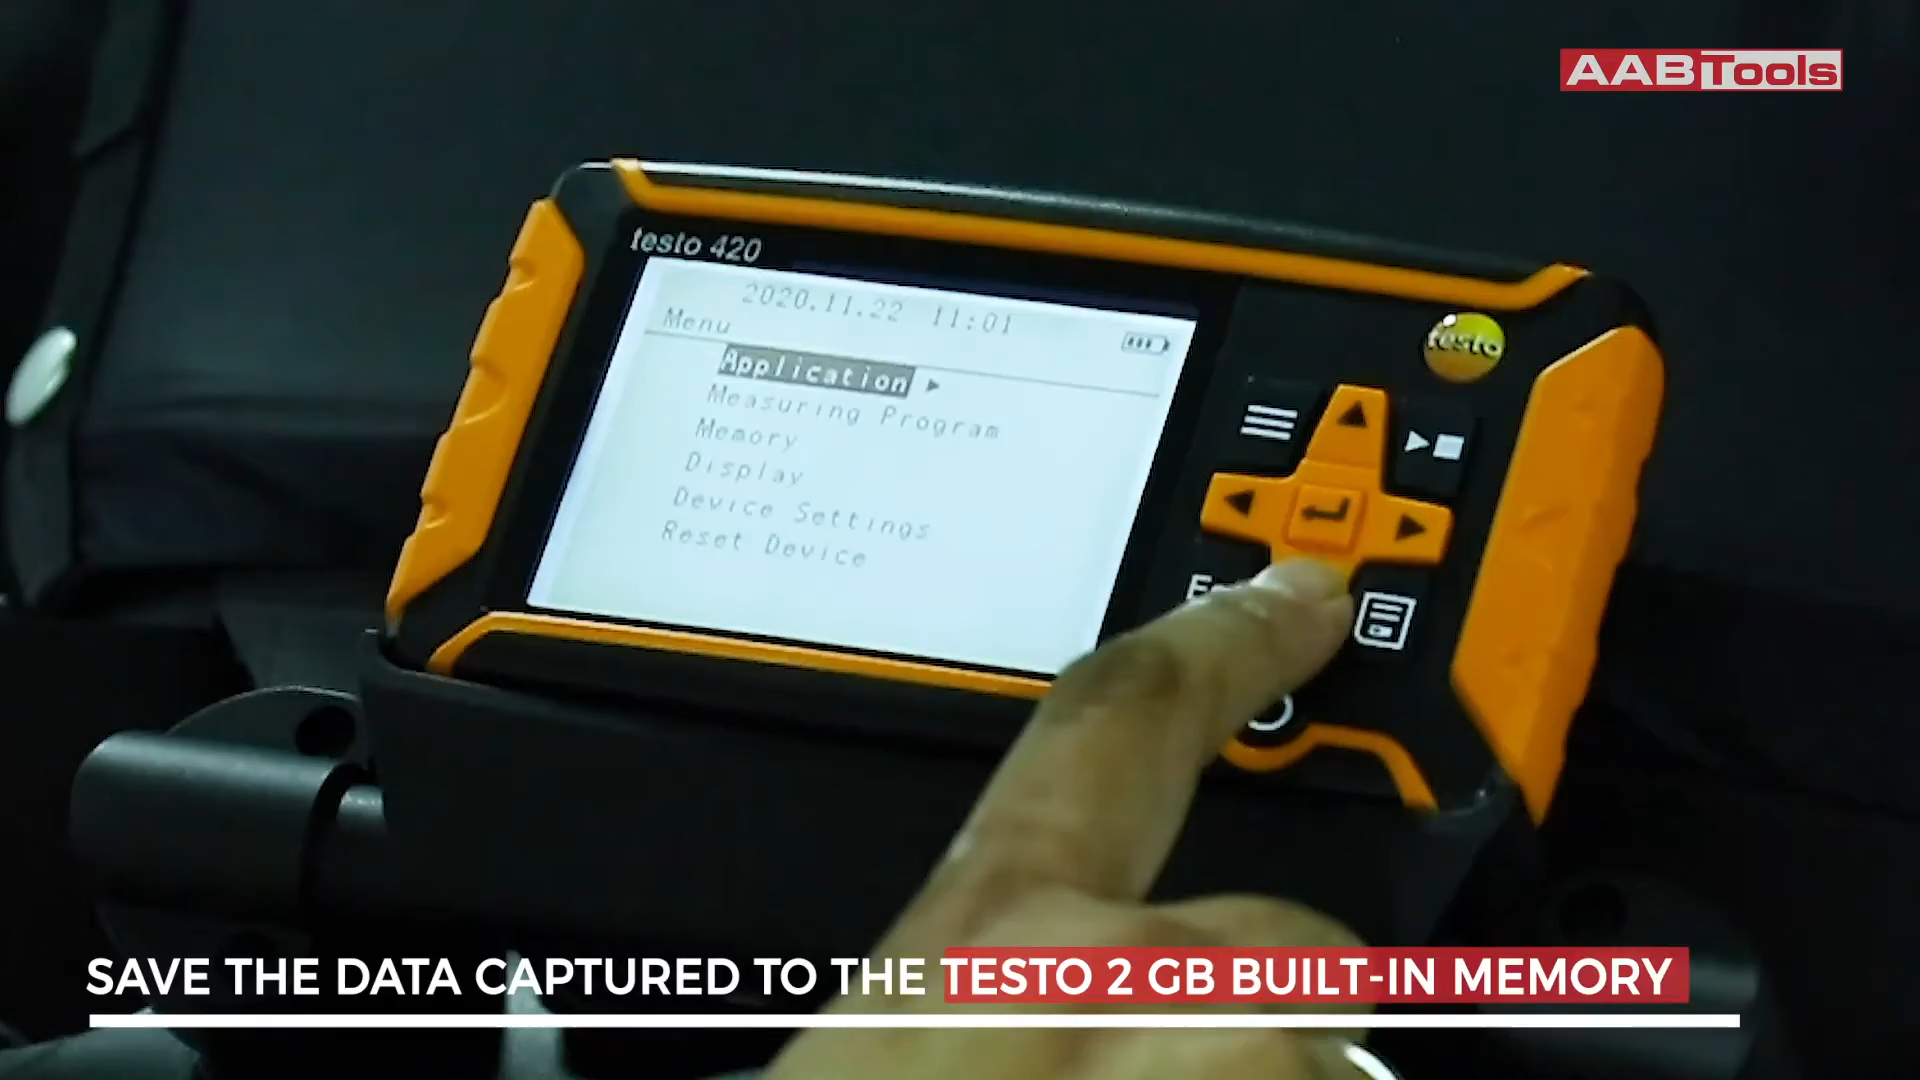 AABTools
testo 420
2020.11.22 11:01
Menu
Application
Measuring Program
Memory
Display
Device Settings
Reset Device
testo
SAVE THE DATA CAPTURED TO THE TESTO 2 GB BUILT-IN MEMORY